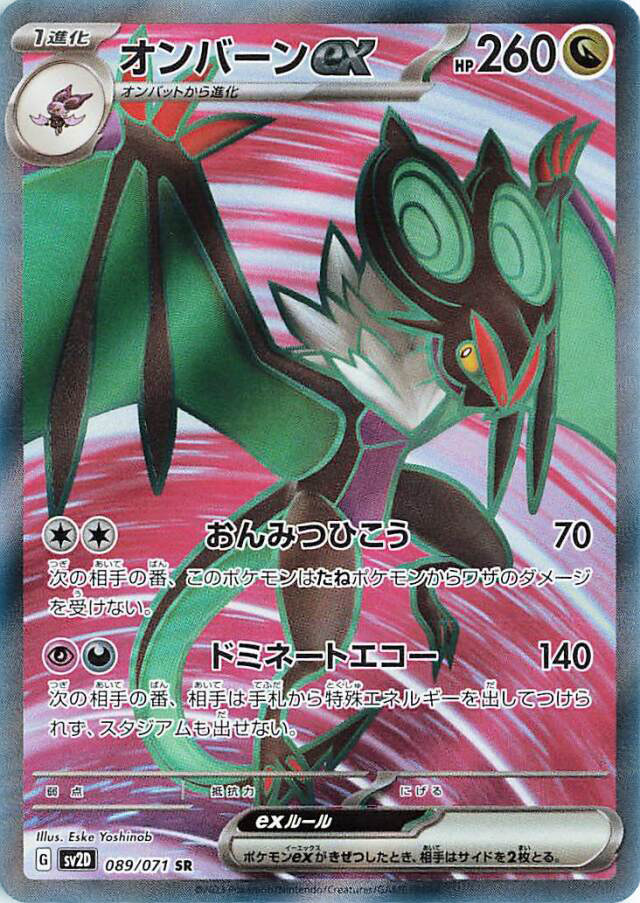 1進化
オンバーンex
HP 260
オンバットから進化
おんみつひこう 70
次の相手の番、このポケモンはたねポケモンからワザのダメージ
を受けない。
ドミネートエコー 140
次の相手の番、相手は手札から特殊エネルギーを出してつけら
れず、スタジアムも出せない。
弱点 抵抗力 にげる
Illus. Eske Yoshinob
exルール
ポケモンexがきぜつしたとき、相手はサイドを2枚とる。
G sv2D 089/071 SR
©2023 Pokémon/Nintendo/Creatures/GAME FREAK